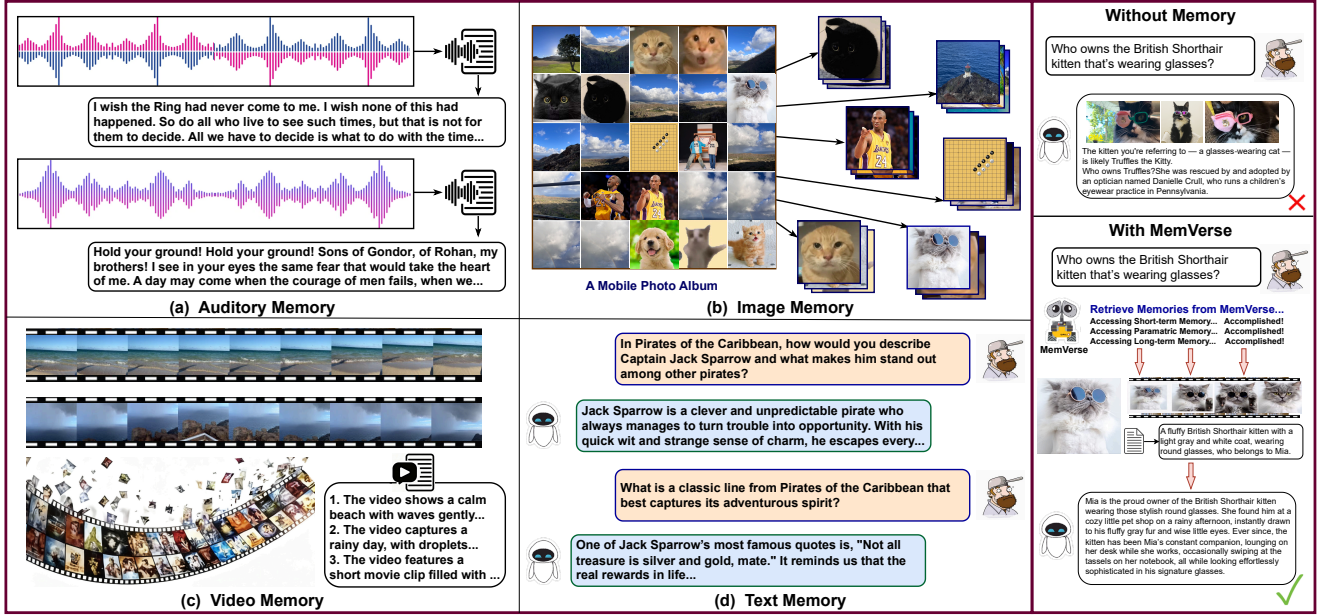 I wish the Ring had never come to me. I wish none of this had
happened. So do all who live to see such times, but that is not for
them to decide. All we have to decide is what to do with the time...
Hold your ground! Hold your ground! Sons of Gondor, of Rohan, my
brothers! I see in your eyes the same fear that would take the heart
of me. A day may come when the courage of men fails, when we...
(a) Auditory Memory
A Mobile Photo Album
(b) Image Memory
1. The video shows a calm
beach with waves gently...
2. The video captures a
rainy day, with droplets...
3. The video features a
short movie clip filled with ...
(c) Video Memory
In Pirates of the Caribbean, how would you describe
Captain Jack Sparrow and what makes him stand out
among other pirates?
Jack Sparrow is a clever and unpredictable pirate who
always manages to turn trouble into opportunity. With his
quick wit and strange sense of charm, he escapes every...
What is a classic line from Pirates of the Caribbean that
best captures its adventurous spirit?
One of Jack Sparrow's most famous quotes is, "Not all
treasure is silver and gold, mate." It reminds us that the
real rewards in life...
(d) Text Memory
Without Memory
Who owns the British Shorthair
kitten that's wearing glasses?
The kitten you're referring to — a glasses-wearing cat —
is likely Truffles the Kitty.
Who owns Truffles?She was rescued by and adopted by
an optician named Danielle Crull, who runs a children's
eyewear practice in Pennsylvania.
With MemVerse
Who owns the British Shorthair
kitten that's wearing glasses?
Retrieve Memories from MemVerse...
Accessing Short-term Memory... Accomplished!
Accessing Paramatric Memory... Accomplished!
Accessing Long-term Memory... Accomplished!
MemVerse
A fluffy British Shorthair kitten with a
light gray and white coat, wearing
round glasses, who belongs to Mia.
Mia is the proud owner of the British Shorthair kitten
wearing those stylish round glasses. She found him at a
cozy little pet shop on a rainy afternoon, instantly drawn
to his fluffy gray fur and wise little eyes. Ever since, the
kitten has been Mia's constant companion, lounging on
her desk while she works, occasionally swiping at the
tassels on her notebook, all while looking effortlessly
sophisticated in his signature glasses.
LAKERS
24